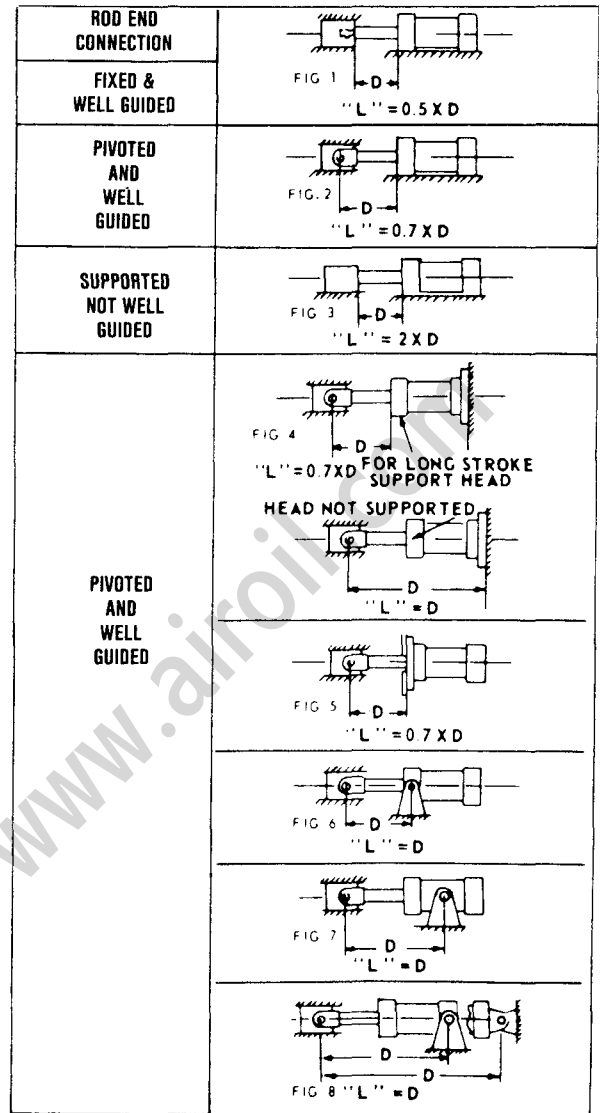 ROD END
CONNECTION
FIXED &
WELL GUIDED
FIG 1
D
"L" = 0.5 X D
PIVOTED
AND
WELL
GUIDED
FIG. 2
D
"L" = 0.7 X D
SUPPORTED
NOT WELL
GUIDED
FIG 3
D
"L" = 2 X D
PIVOTED
AND
WELL
GUIDED
FIG 4
D
"L" = 0.7XD
FOR LONG STROKE
SUPPORT HEAD
HEAD NOT SUPPORTED
D
"L" = D
FIG 5
D
"L" = 0.7 X D
FIG 6
D
"L" = D
FIG 7
D
"L" = D
D
D
FIG 8 "L" = D
www.airoil.com